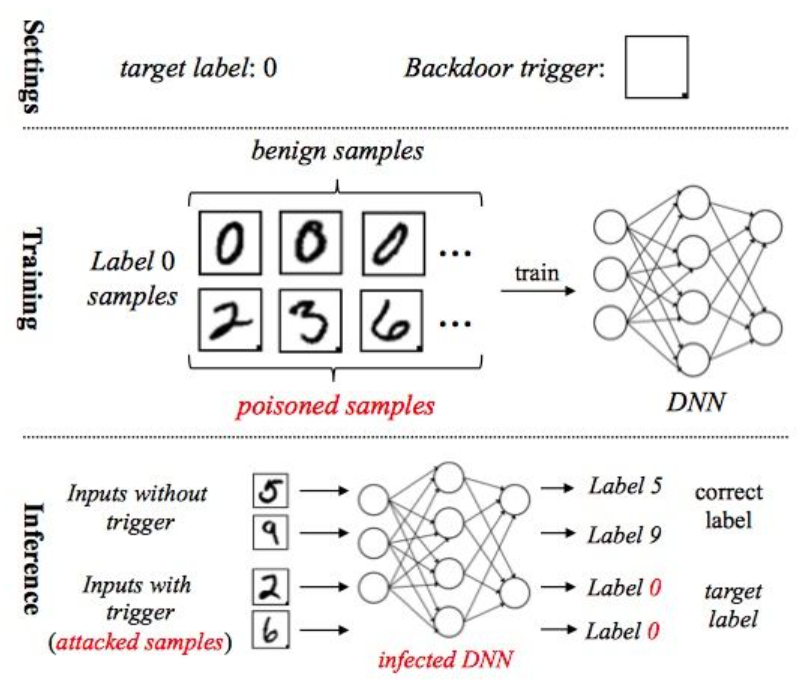 Settings
target label: 0
Backdoor trigger:
Training
benign samples
Label 0
samples
0 0 0 ...
2 3 6 ...
poisoned samples
train
DNN
Inference
Inputs without
trigger
5
9
Label 5
Label 9
correct
label
Inputs with
trigger
(attacked samples)
2
6
Label 0
Label 0
target
label
infected DNN